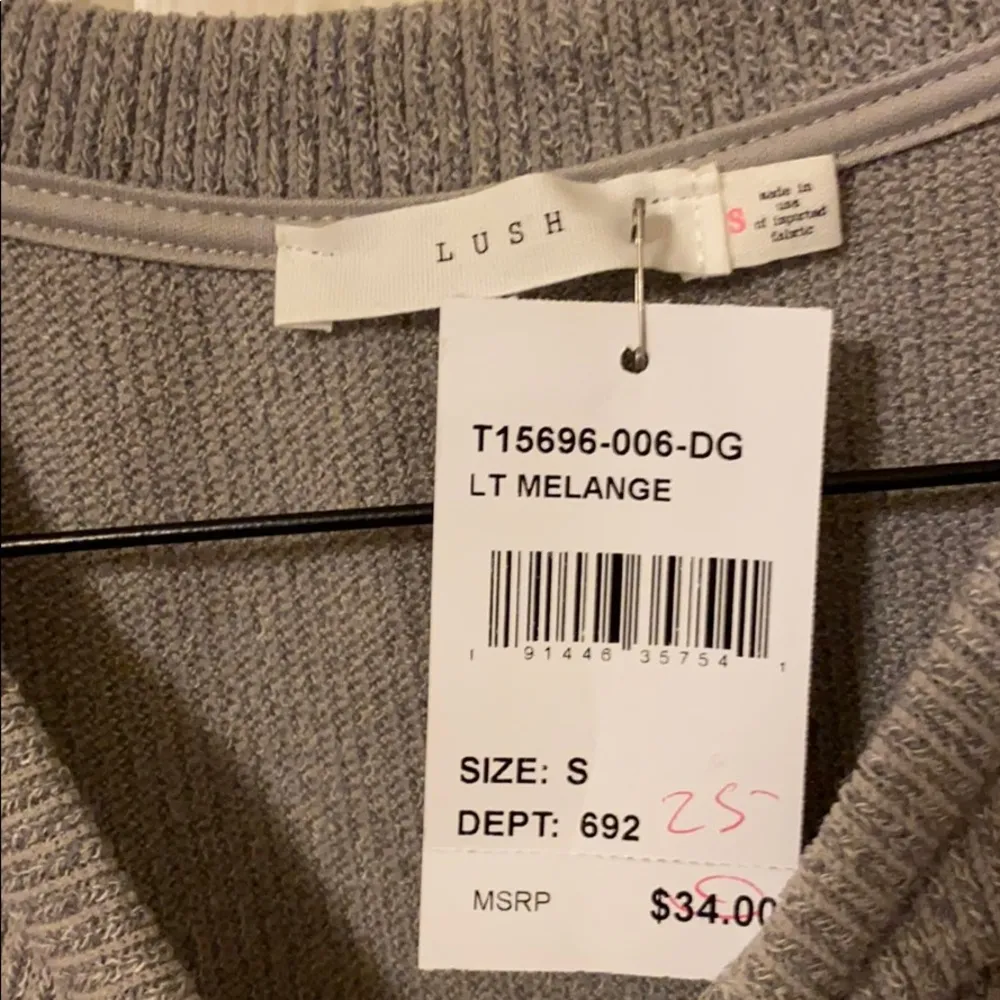 LUSH
S
made in
usa
of imported
fabric
T15696-006-DG
LT MELANGE
1 91446 35754 1
SIZE: S
DEPT: 692
25
MSRP $34.00